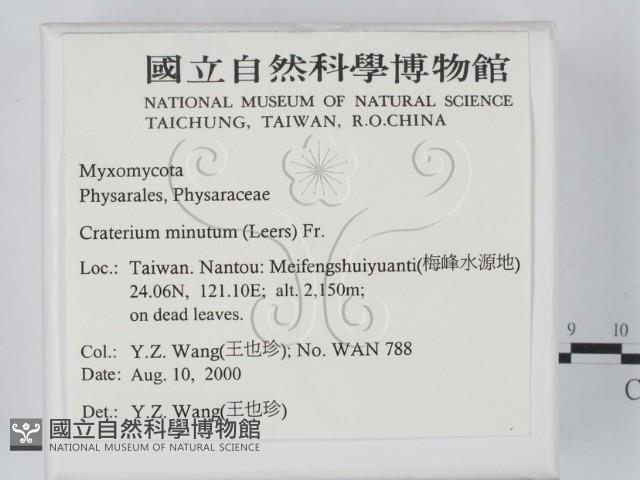 國立自然科學博物館
NATIONAL MUSEUM OF NATURAL SCIENCE
TAICHUNG, TAIWAN, R.O.CHINA
Myxomycota
Physarales, Physaraceae
Craterium minutum (Leers) Fr.
Loc.: Taiwan. Nantou: Meifengshuiyuanti(梅峰水源地)
24.06N, 121.10E; alt. 2,150m;
on dead leaves.
Col.: Y.Z. Wang(王也珍); No. WAN 788
Date: Aug. 10, 2000
Det.: Y.Z. Wang(王也珍)
國立自然科學博物館
NATIONAL MUSEUM OF NATURAL SCIENCE
9 10
C